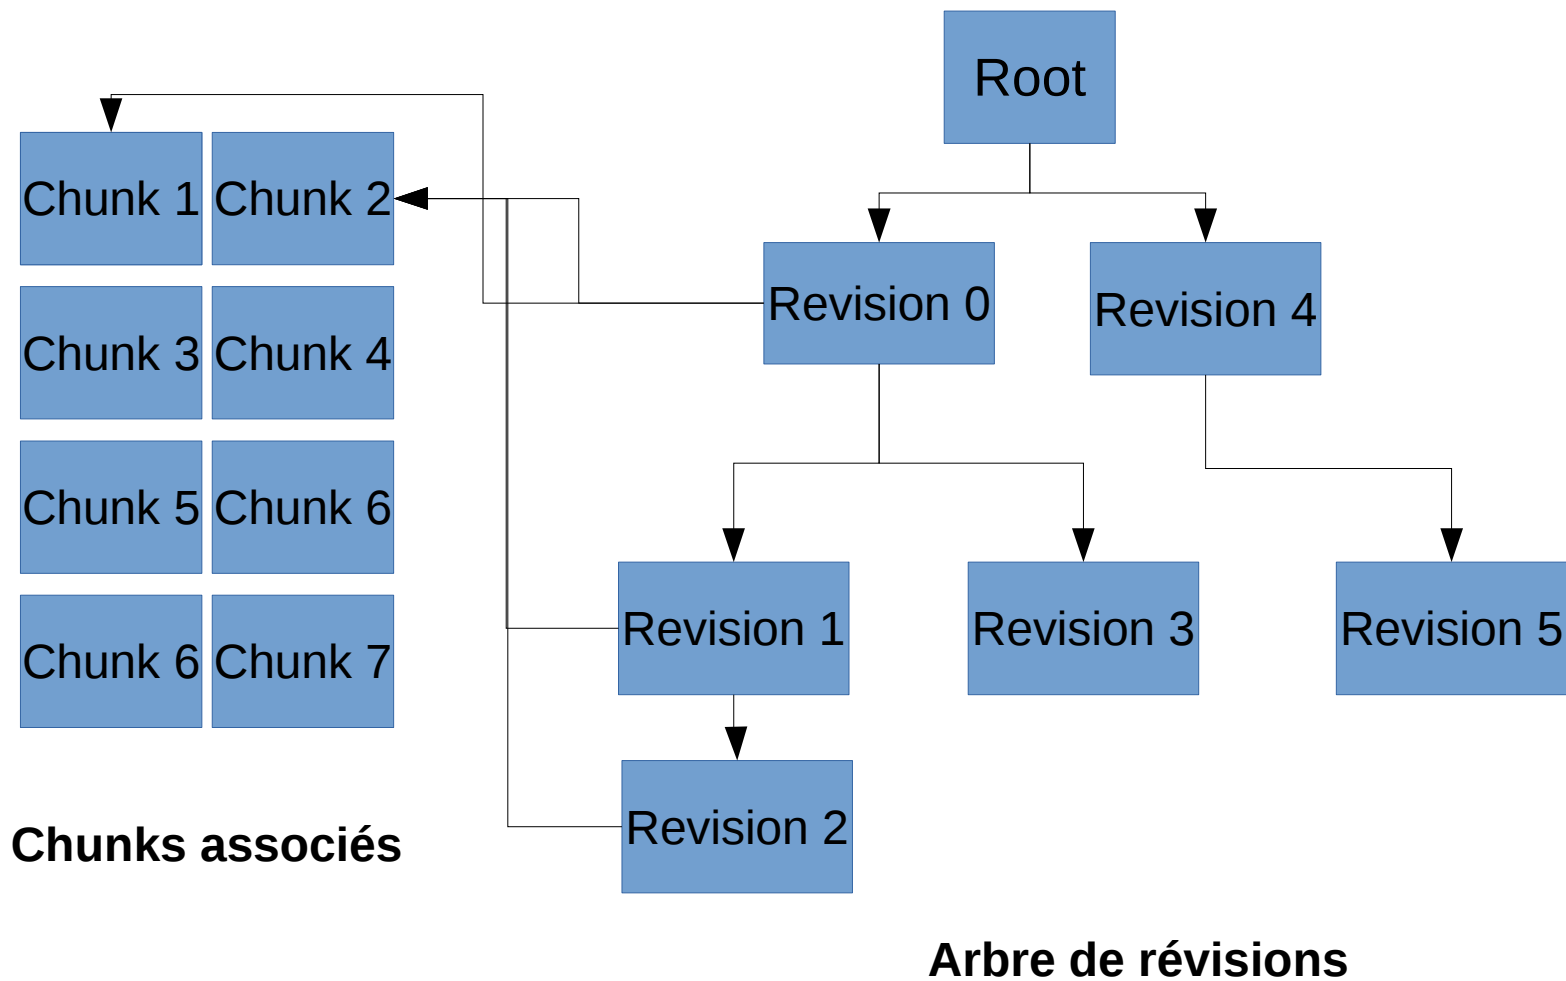 Root
Chunk 1
Chunk 2
Revision 0
Revision 4
Chunk 3
Chunk 4
Chunk 5
Chunk 6
Revision 1
Revision 3
Revision 5
Chunk 6
Chunk 7
Revision 2
Chunks associés
Arbre de révisions